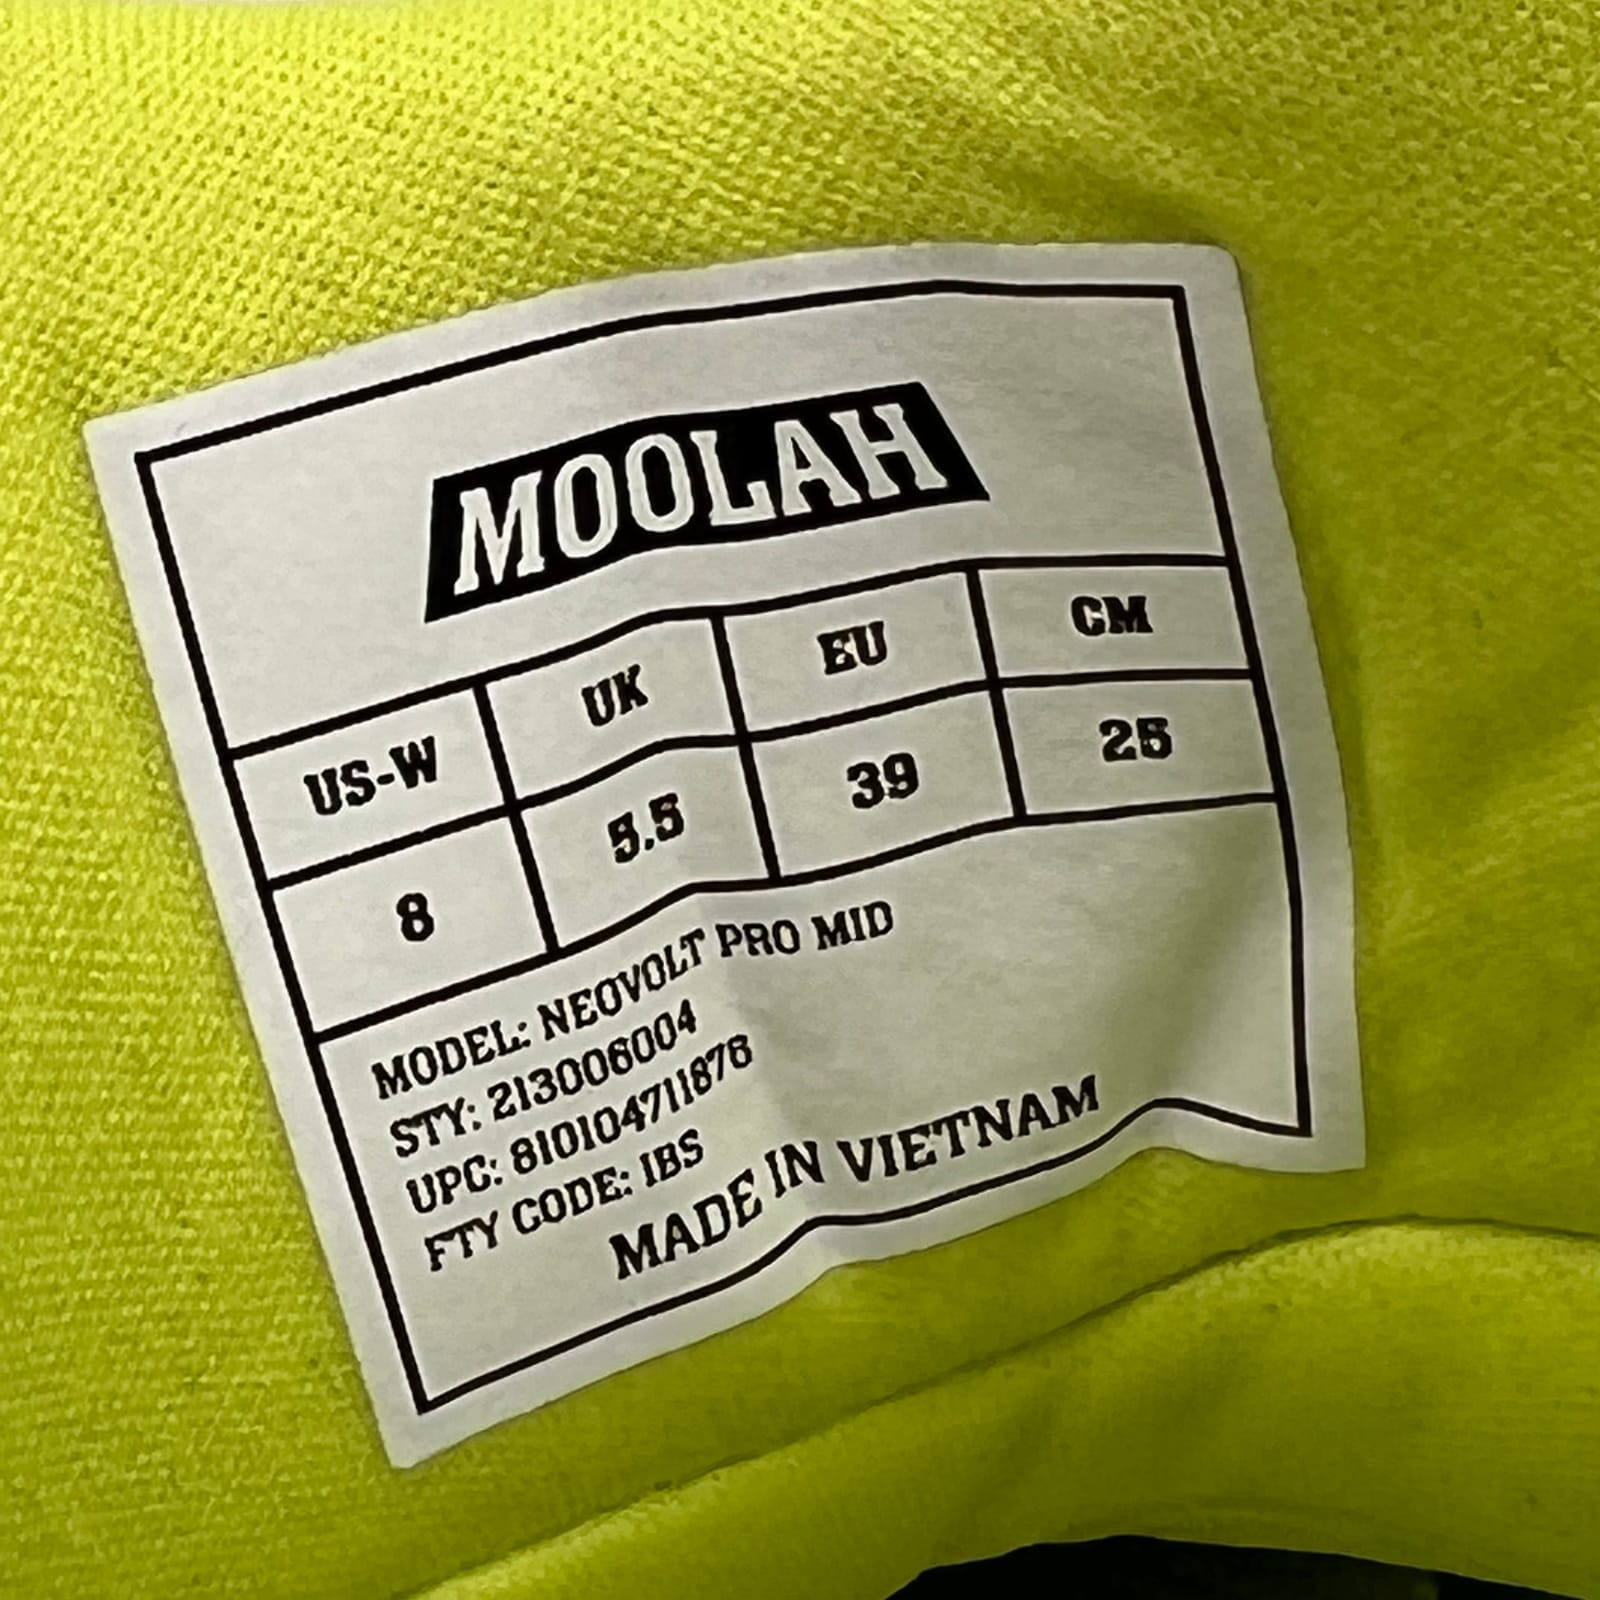 MOOLAH
US-W UK EU CM
8 5.5 39 25
MODEL: NEOVOLT PRO MID
STY: 213006004
UPC: 810104711876
FTY CODE: IBS
MADE IN VIETNAM